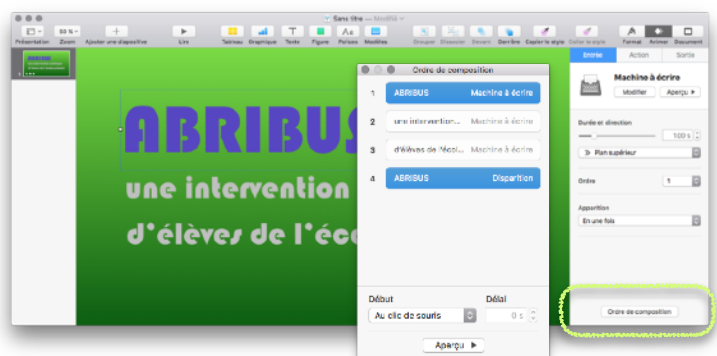 Sans titre — Modifié
50 %
Présentation Zoom Ajouter une diapositive Lire Tableau Graphique Texte Figure Médias Grouper Dissocier Devant Derrière Copier le style Coller le style Format Animer Document
Entrée Action Sortie
Machine à écrire
Modifier Aperçu
Durée et direction
Plan supérieur
Ordre 1
Apparition
En une fois
Ordre de composition
ABRIBUS
une intervention
d'élèves de l'éco
Ordre de composition
1 ABRIBUS Machine à écrire
2 une intervention... Machine à écrire
3 d'élèves de l'écol... Machine à écrire
4 ABRIBUS Disparition
Début Délai
Au clic de souris 0 s
Aperçu